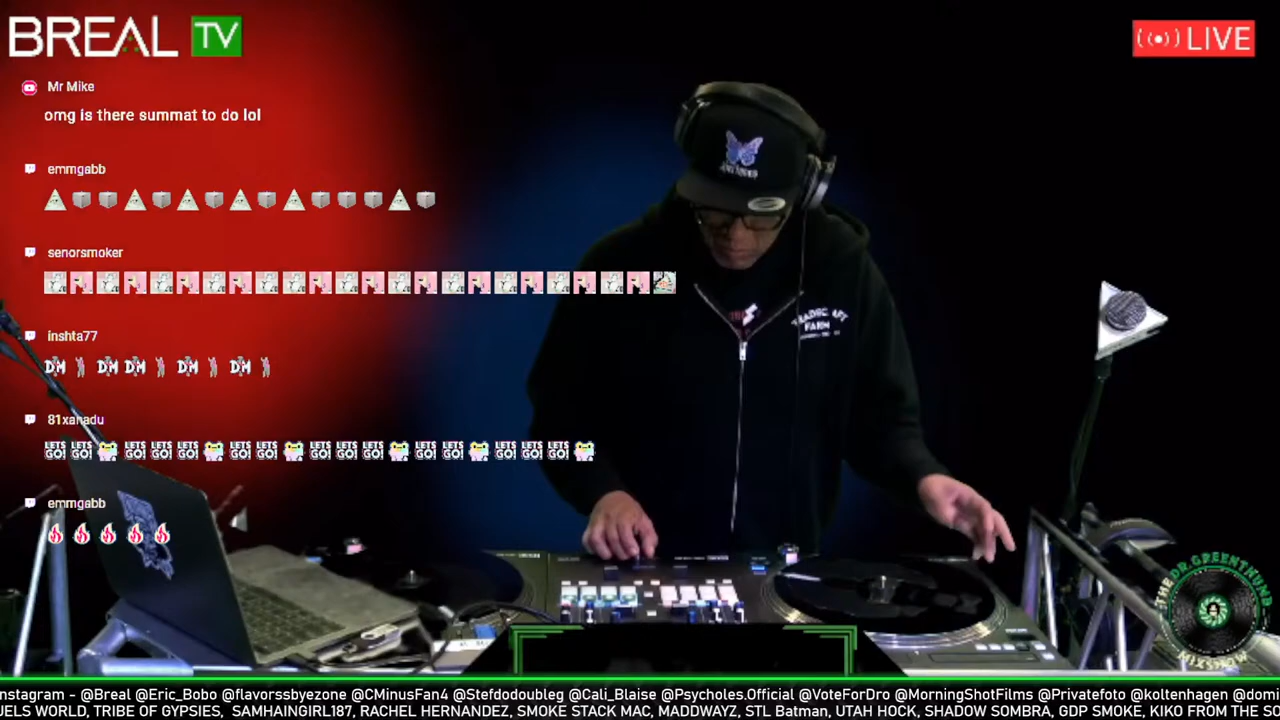 BREAL TV
LIVE
Mr Mike
omg is there summat to do lol
emmgabb
senorsmoker
inshta77
DM DM DM DM DM
81xanadu
LETS GO! LETS GO! LETS GO! LETS GO! LETS GO! LETS GO! LETS GO! LETS GO! LETS GO! LETS GO! LETS GO! LETS GO! LETS GO! LETS GO! LETS GO!
emmgabb
TRADECRAFT
FARM
THE DR.GREENTHUMB
MIXSHOW
nstagram - @Breal @Eric_Bobo @flavorssbyezone @CMinusFan4 @Stefdodoubleg @Cali_Blaise @Psycholes.Official @VoteForDro @MorningShotFilms @Privatefoto @koltenhagen @domi
UELS WORLD, TRIBE OF GYPSIES, SAMHAINGIRL187, RACHEL HERNANDEZ, SMOKE STACK MAC, MADDWAYZ, STL Batman, UTAH HOCK, SHADOW SOMBRA, GDP SMOKE, KIKO FROM THE SO